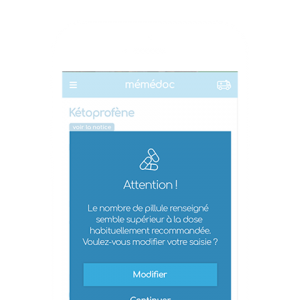 mémédoc
Kétoprofène
voir la notice
Attention !
Le nombre de pillule renseigné
semble supérieur à la dose
habituellement recommandée.
Voulez-vous modifier votre saisie ?
Modifier
Continuer